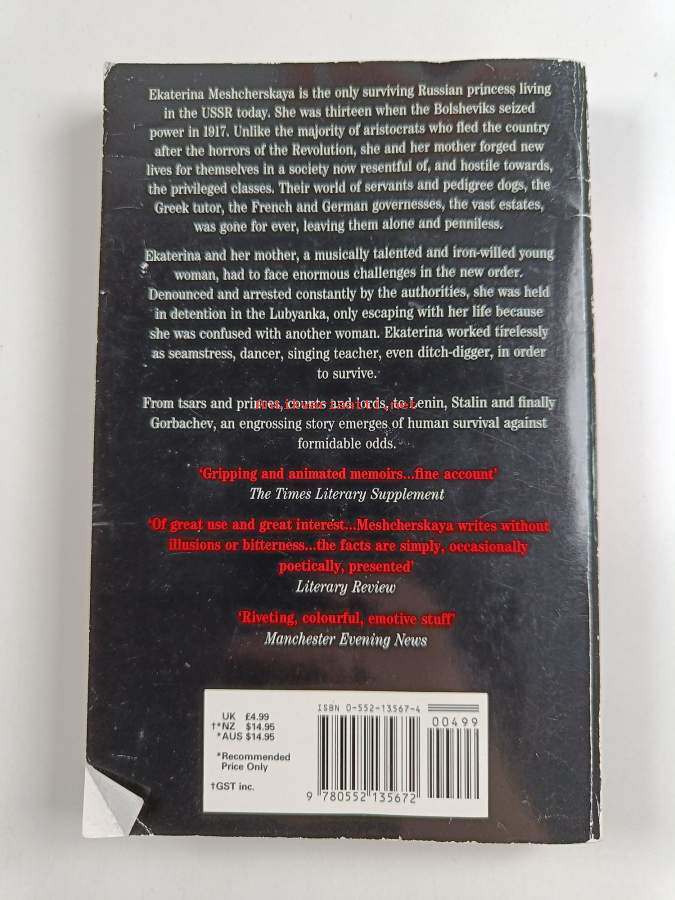 Ekaterina Meshcherskaya is the only surviving Russian princess living
in the USSR today. She was thirteen when the Bolsheviks seized
power in 1917. Unlike the majority of aristocrats who fled the country
after the horrors of the Revolution, she and her mother forged new
lives for themselves in a society now resentful of, and hostile towards,
the privileged classes. Their world of servants and pedigree dogs, the
Greek tutor, the French and German governesses, the vast estates,
was gone for ever, leaving them alone and penniless.
Ekaterina and her mother, a musically talented and iron-willed young
woman, had to face enormous challenges in the new order.
Denounced and arrested constantly by the authorities, she was held
in detention in the Lubyanka, only escaping with her life because
she was confused with another woman. Ekaterina worked tirelessly
as seamstress, dancer, singing teacher, even ditch-digger, in order
to survive.
From tsars and princes, counts and lords, to Lenin, Stalin and finally
Gorbachev, an engrossing story emerges of human survival against
formidable odds.
‘Gripping and animated memoirs...fine account’
The Times Literary Supplement
‘Of great use and great interest...Meshcherskaya writes without
illusions or bitterness...the facts are simply, occasionally
poetically, presented’
Literary Review
‘Riveting, colourful, emotive stuff’
Manchester Evening News
UK £4.99
†*NZ $14.95
*AUS $14.95
*Recommended
Price Only
†GST inc.
ISBN 0-552-13567-4
00499
9 780552 135672